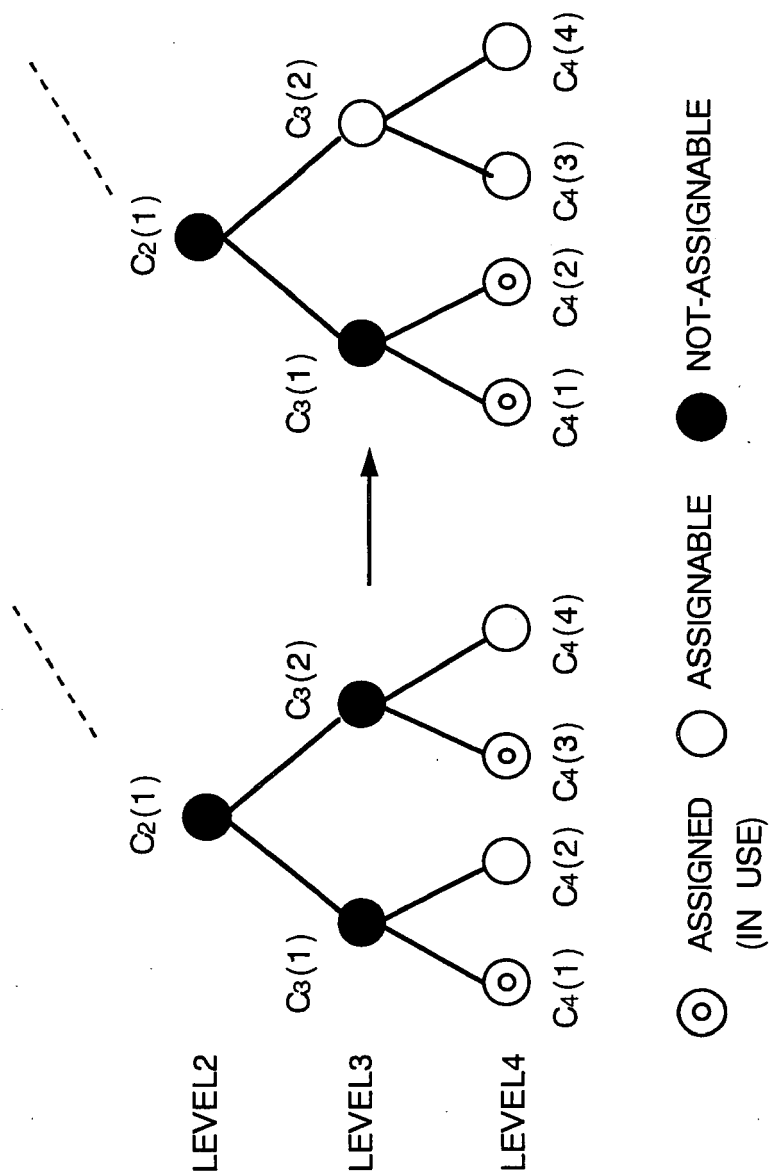 C2(1) C2(1)
LEVEL2
C3(1) C3(2) C3(1) C3(2)
LEVEL3
LEVEL4
C4(1) C4(2) C4(3) C4(4) C4(1) C4(2) C4(3) C4(4)
ASSIGNED ASSIGNABLE NOT-ASSIGNABLE
(IN USE)